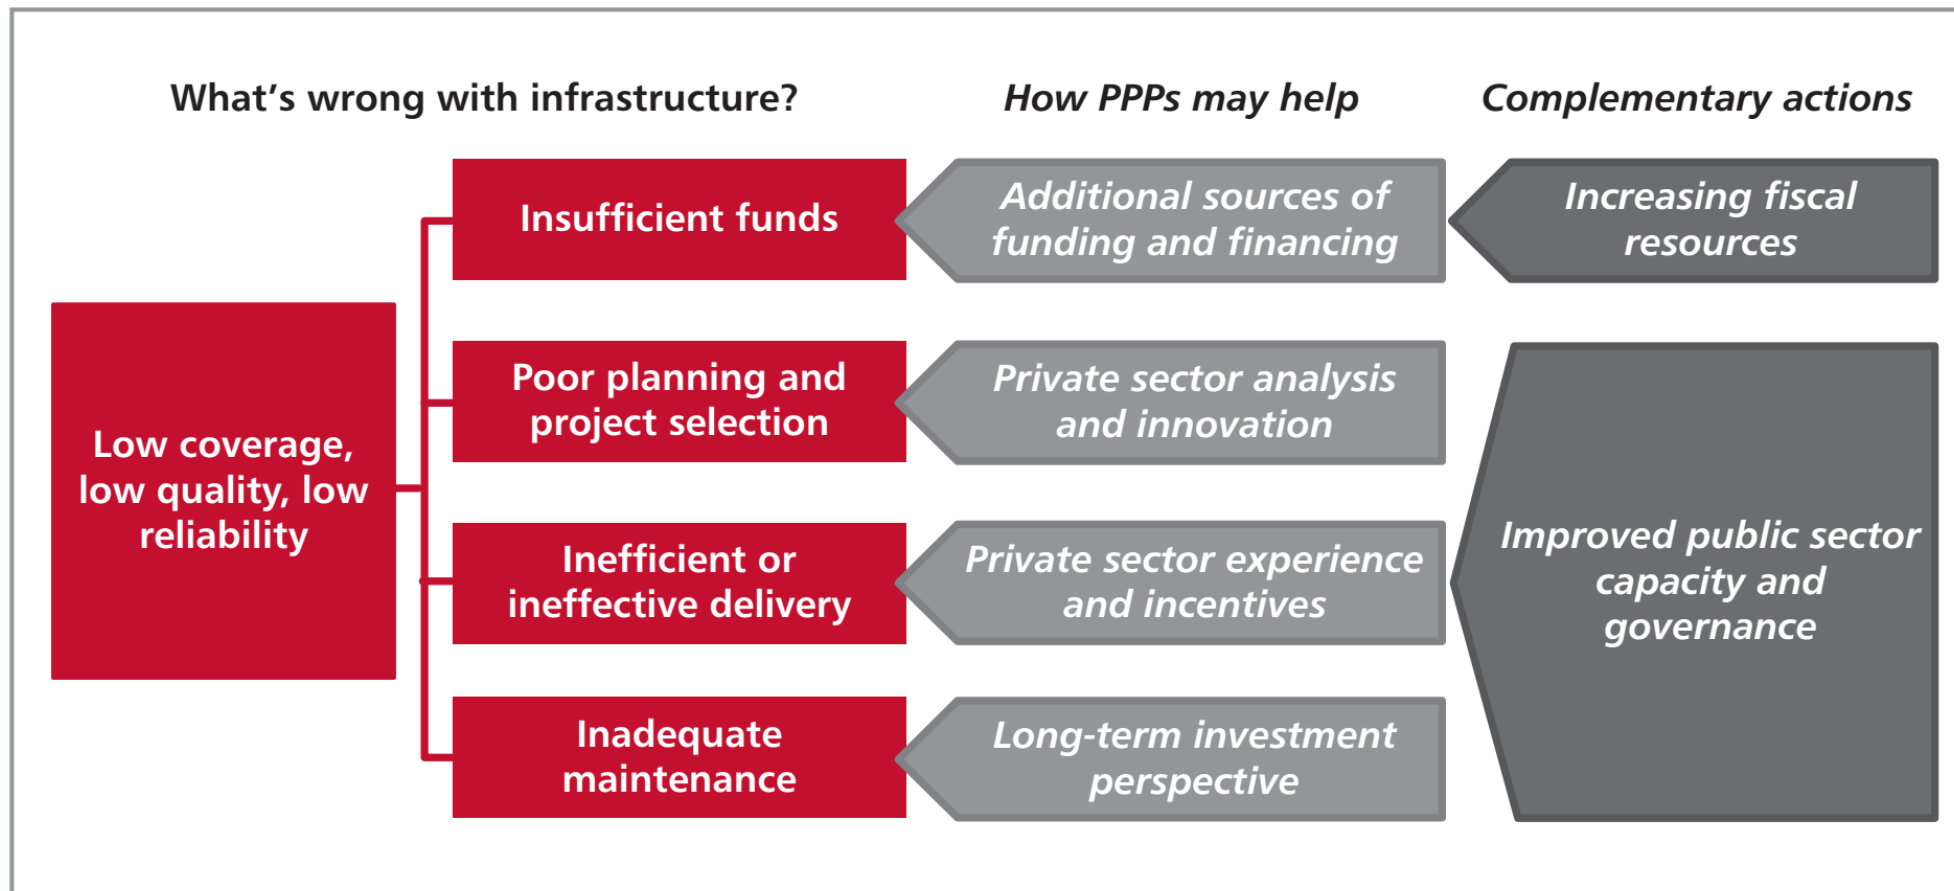 What's wrong with infrastructure?
How PPPs may help
Complementary actions
Low coverage,
low quality, low
reliability
Insufficient funds
Additional sources of
funding and financing
Increasing fiscal
resources
Poor planning and
project selection
Private sector analysis
and innovation
Inefficient or
ineffective delivery
Private sector experience
and incentives
Improved public sector
capacity and
governance
Inadequate
maintenance
Long-term investment
perspective